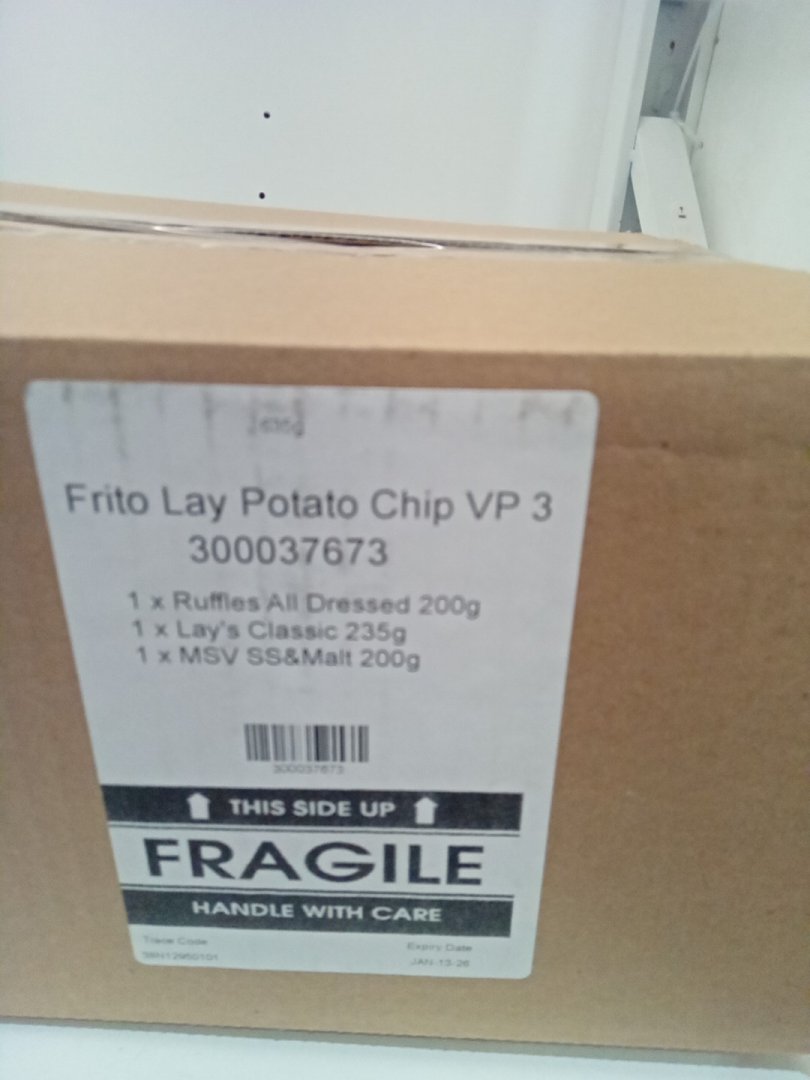 Frito Lay Potato Chip VP 3
300037673
1 x Ruffles All Dressed 200g
1 x Lay's Classic 235g
1 x MSV SS&Malt 200g
300037673
THIS SIDE UP
FRAGILE
HANDLE WITH CARE
Trace Code
Expiry Date
JAN-13-26